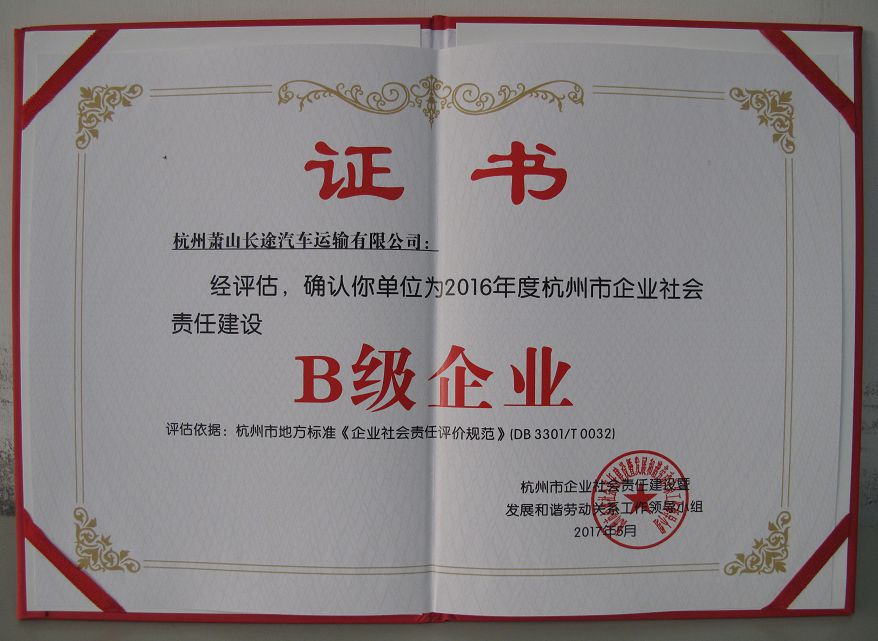 证书
杭州萧山长途汽车运输有限公司:
经评估，确认你单位为2016年度杭州市企业社会
责任建设
B级企业
评估依据：杭州市地方标准《企业社会责任评价规范》(DB 3301/T 0032)
杭州市企业社会责任建设暨
发展和谐劳动关系工作领导小组
2017年5月